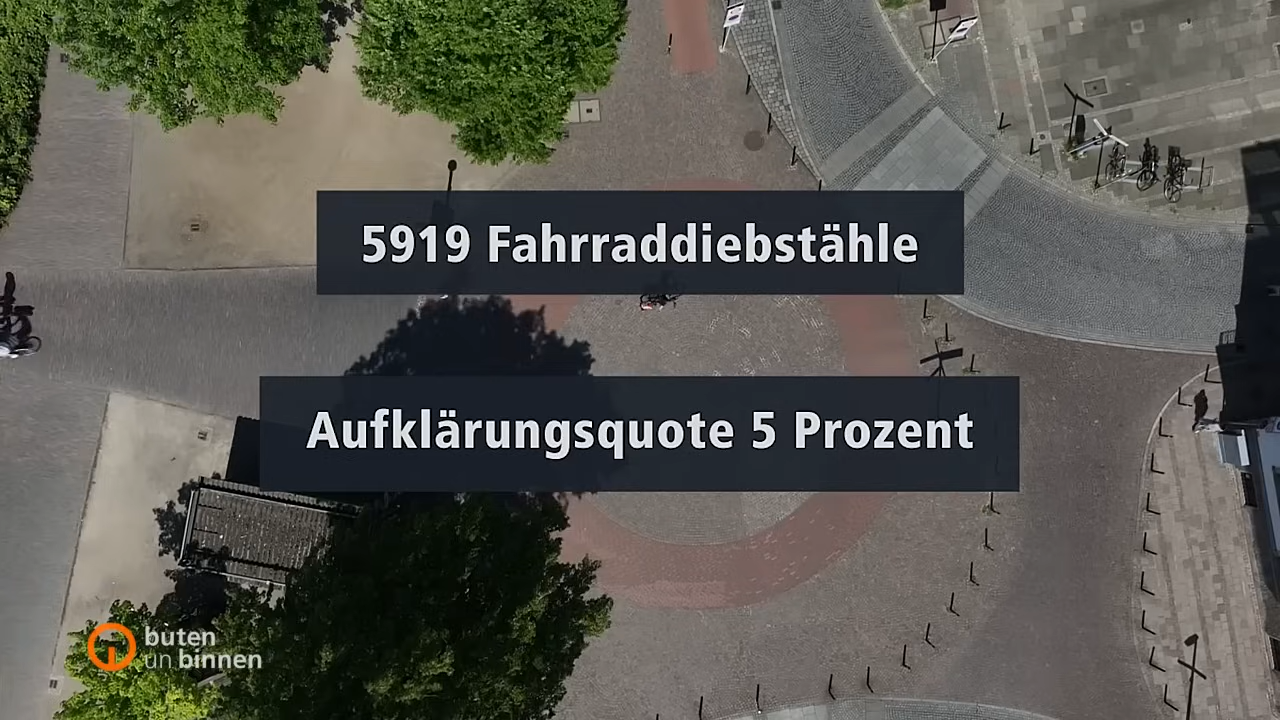 5919 Fahrraddiebstähle
Aufklärungsquote 5 Prozent
buten
un binnen